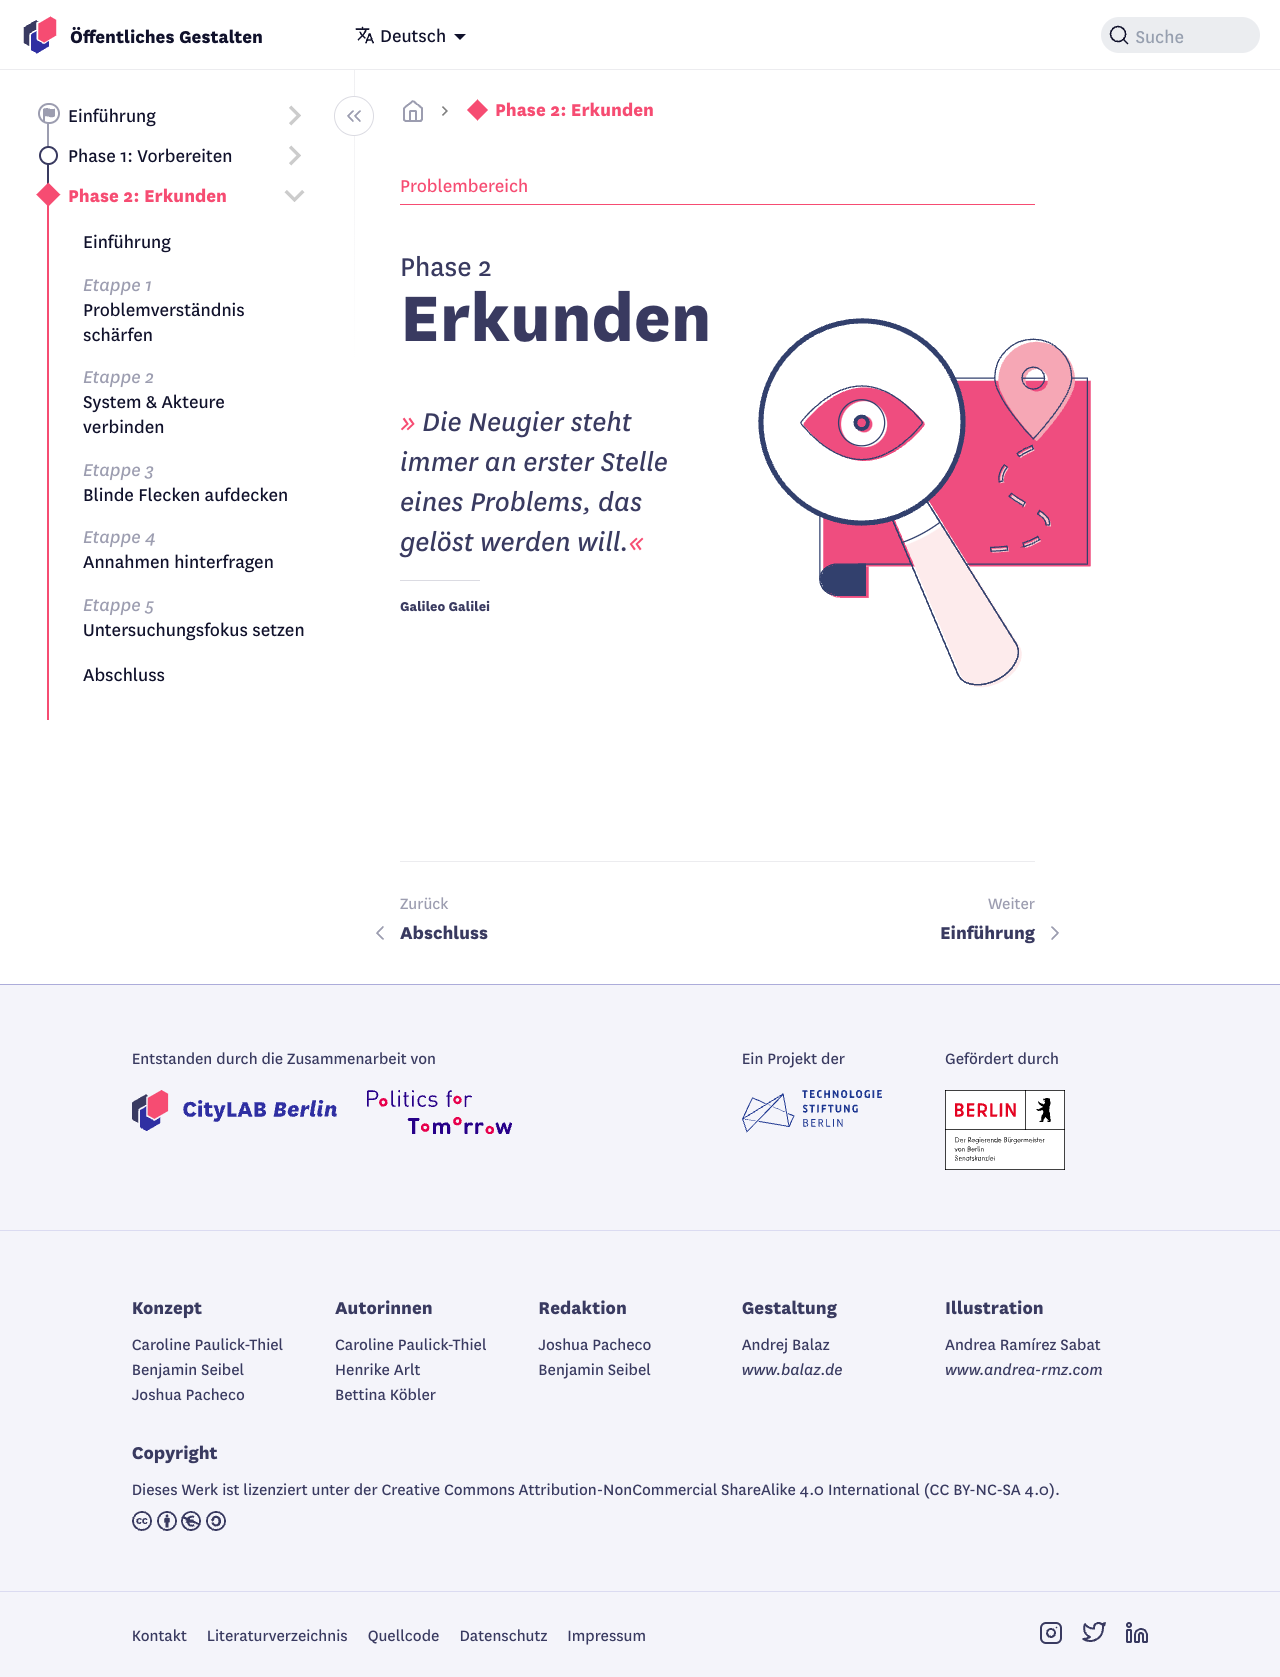 Öffentliches Gestalten
Deutsch
Suche
Einführung
Phase 1: Vorbereiten
Phase 2: Erkunden
Einführung
Etappe 1
Problemverständnis
schärfen
Etappe 2
System & Akteure
verbinden
Etappe 3
Blinde Flecken aufdecken
Etappe 4
Annahmen hinterfragen
Etappe 5
Untersuchungsfokus setzen
Abschluss
Phase 2: Erkunden
Problembereich
Phase 2
Erkunden
» Die Neugier steht
immer an erster Stelle
eines Problems, das
gelöst werden will.«
Galileo Galilei
Zurück
Abschluss
Weiter
Einführung
Entstanden durch die Zusammenarbeit von
CityLAB Berlin
Politics for
Tomorrow
Ein Projekt der
TECHNOLOGIE
STIFTUNG
BERLIN
Gefördert durch
BERLIN
Der Regierende Bürgermeister
von Berlin
Senatskanzlei
Konzept
Caroline Paulick-Thiel
Benjamin Seibel
Joshua Pacheco
Autorinnen
Caroline Paulick-Thiel
Henrike Arlt
Bettina Köbler
Redaktion
Joshua Pacheco
Benjamin Seibel
Gestaltung
Andrej Balaz
www.balaz.de
Illustration
Andrea Ramírez Sabat
www.andrea-rmz.com
Copyright
Dieses Werk ist lizenziert unter der Creative Commons Attribution-NonCommercial ShareAlike 4.0 International (CC BY-NC-SA 4.0).
Kontakt Literaturverzeichnis Quellcode Datenschutz Impressum